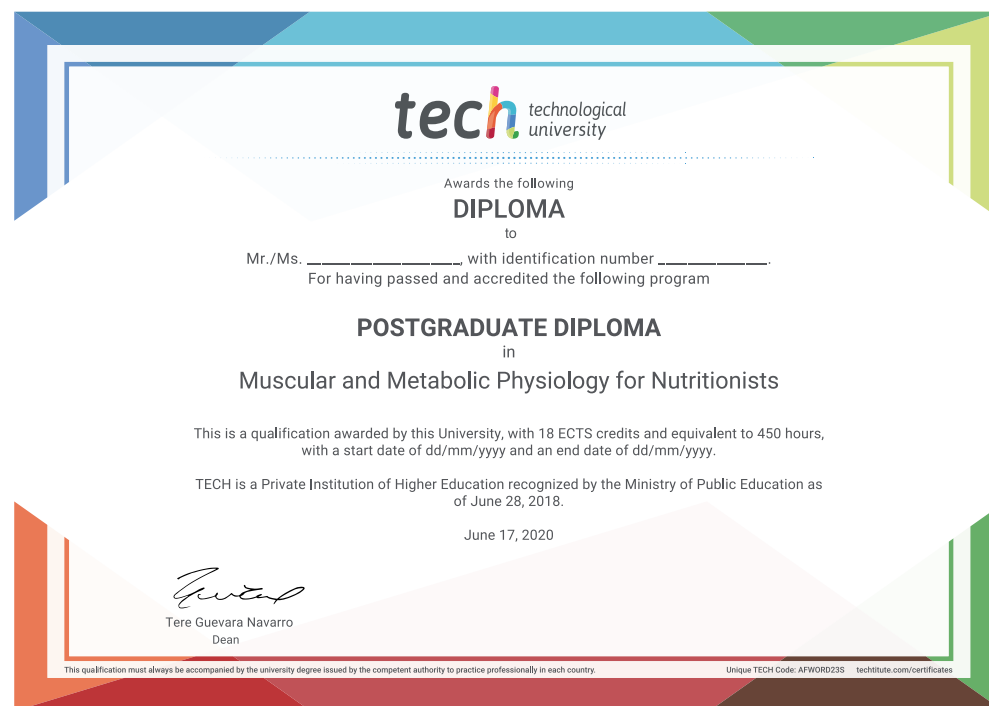 tech technological
university
Awards the following
DIPLOMA
to
Mr./Ms. ____________________, with identification number ______________.
For having passed and accredited the following program
POSTGRADUATE DIPLOMA
in
Muscular and Metabolic Physiology for Nutritionists
This is a qualification awarded by this University, with 18 ECTS credits and equivalent to 450 hours,
with a start date of dd/mm/yyyy and an end date of dd/mm/yyyy.
TECH is a Private Institution of Higher Education recognized by the Ministry of Public Education as
of June 28, 2018.
June 17, 2020
Tere Guevara Navarro
Dean
This qualification must always be accompanied by the university degree issued by the competent authority to practice professionally in each country.
Unique TECH Code: AFWORD23S techtitute.com/certificates